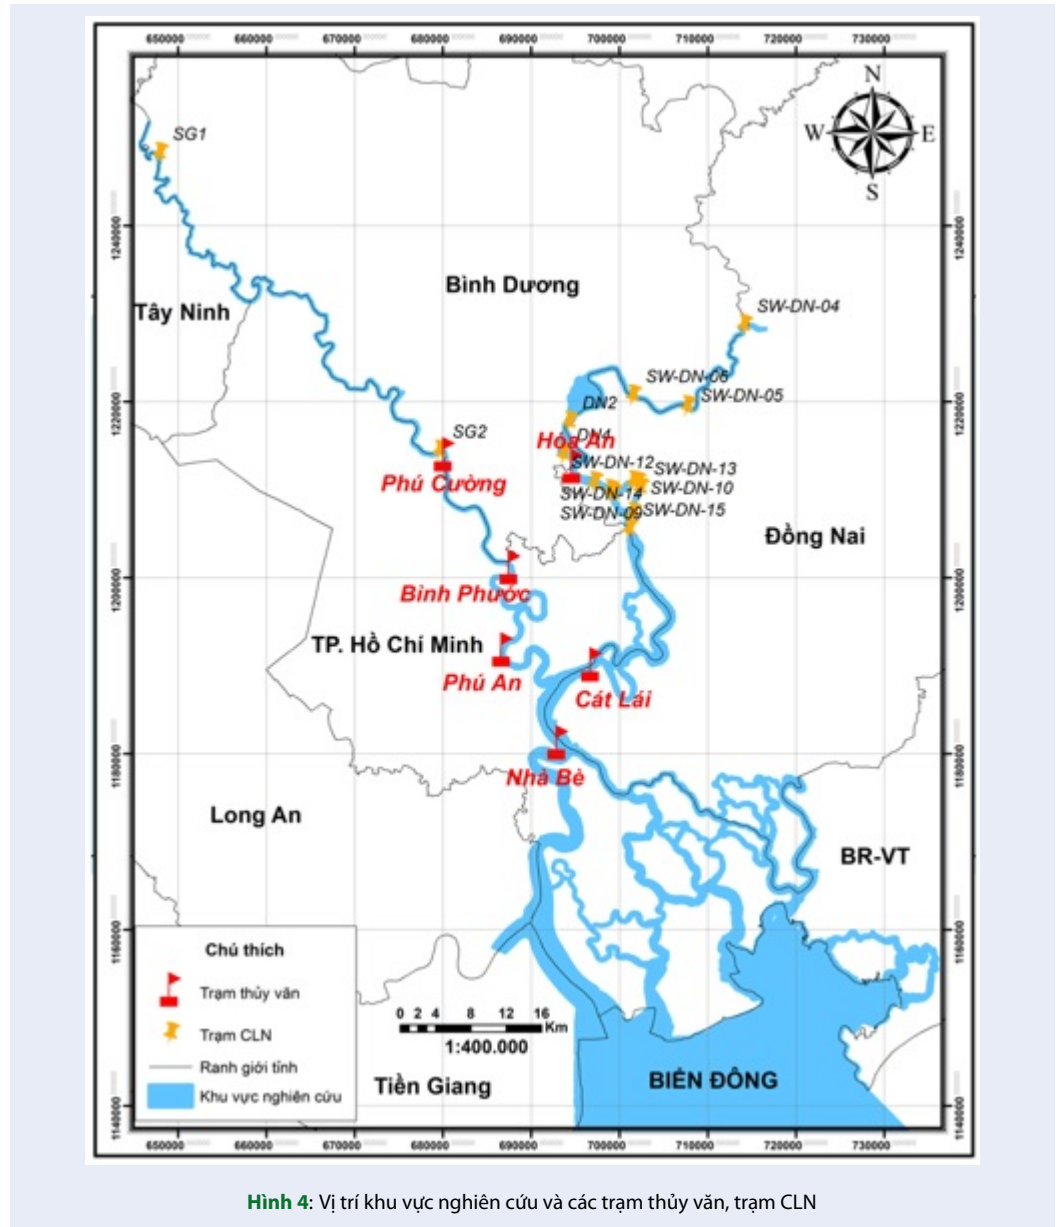 650000 660000 670000 680000 690000 700000 710000 720000 730000
N
W E
S
SG1
1240000 1240000
Bình Dương
Tây Ninh
SW-DN-04
SW-DN-06
SW-DN-05
1220000 1220000
DN2
SG2
DN4
Hóa An
SW-DN-12
SW-DN-13
Phú Cường
SW-DN-14
SW-DN-10
SW-DN-09
SW-DN-15
Đồng Nai
1200000 1200000
Bình Phước
TP. Hồ Chí Minh
Phú An
Cát Lái
1180000 1180000
Nhà Bè
Long An
BR-VT
1160000 1160000
Chú thích
Trạm thủy văn
Trạm CLN
Ranh giới tỉnh
Khu vực nghiên cứu
0 2 4 8 12 16
Km
1:400.000
Tiền Giang
BIỂN ĐÔNG
1140000 1140000
650000 660000 670000 680000 690000 700000 710000 720000 730000
Hình 4: Vị trí khu vực nghiên cứu và các trạm thủy văn, trạm CLN